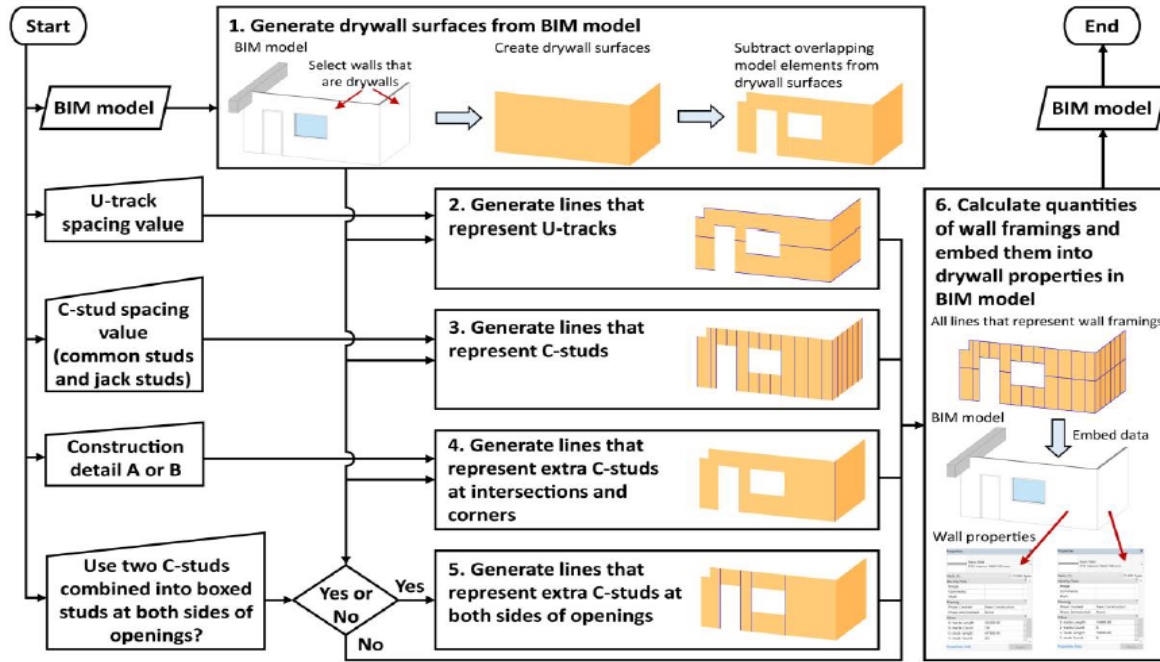 Start
BIM model
U-track
spacing value
C-stud spacing
value
(common studs
and jack studs)
Construction
detail A or B
Use two C-studs
combined into boxed
studs at both sides of
openings?
1. Generate drywall surfaces from BIM model
BIM model
Select walls that
are drywalls
Create drywall surfaces
Subtract overlapping
model elements from
drywall surfaces
2. Generate lines that
represent U-tracks
3. Generate lines that
represent C-studs
4. Generate lines that
represent extra C-studs
at intersections and
corners
Yes or
No
Yes
No
5. Generate lines that
represent extra C-studs at
both sides of openings
6. Calculate quantities
of wall framings and
embed them into
drywall properties in
BIM model
All lines that represent wall framings
BIM model
Embed data
Wall properties
BIM model
End